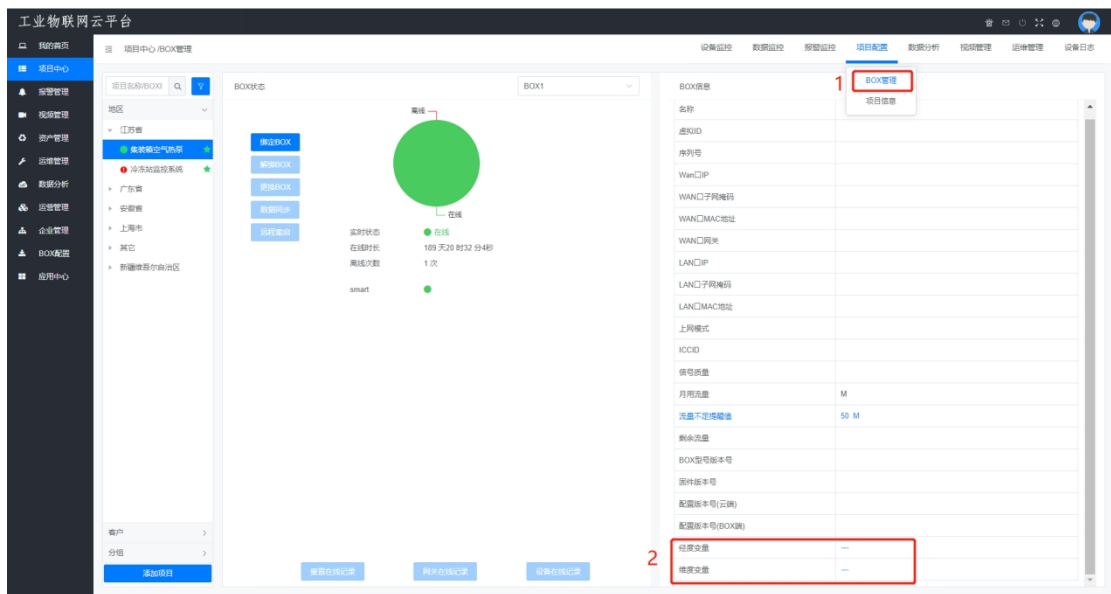 工业物联网云平台
我的首页
项目中心
报警管理
视频管理
资产管理
运维管理
数据分析
运营管理
企业管理
BOX配置
应用中心
项目中心 /BOX管理
设备监控
数据监控
报警监控
项目配置
数据分析
视频管理
运维管理
设备日志
1
BOX管理
项目信息
项目名称/BOXI
地区
江苏省
集装箱空气热泵
冷冻站监控系统
广东省
安徽省
上海市
其它
新疆维吾尔自治区
客户
分组
添加项目
BOX状态
BOX1
绑定BOX
解绑BOX
更换BOX
数据同步
远程重启
离线
在线
实时状态
在线
在线时长
189 天20 时32 分4秒
离线次数
1 次
smart
重置在线记录
网关在线记录
设备在线记录
BOX信息
名称
虚拟ID
序列号
Wan口IP
WAN口子网掩码
WAN口MAC地址
WAN口网关
LAN口IP
LAN口子网掩码
LAN口MAC地址
上网模式
ICCID
信号质量
月用流量
M
流量不足提醒值
50 M
剩余流量
BOX型号版本号
固件版本号
配置版本号(云端)
配置版本号(BOX端)
2
经度变量
—
维度变量
—